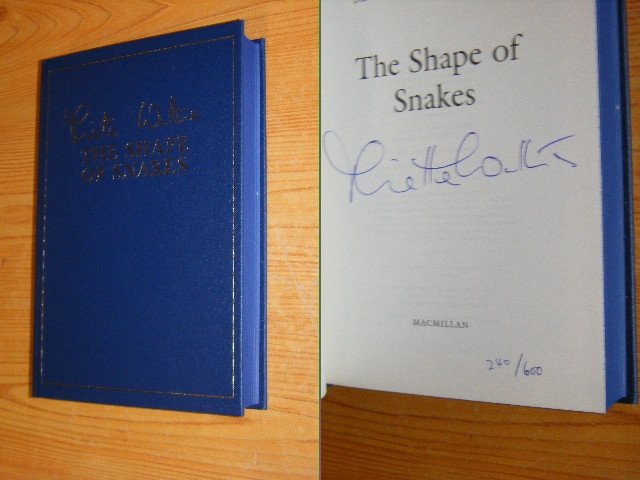 THE SHAPE
OF SNAKES
The Shape of
Snakes
MACMILLAN
240/600